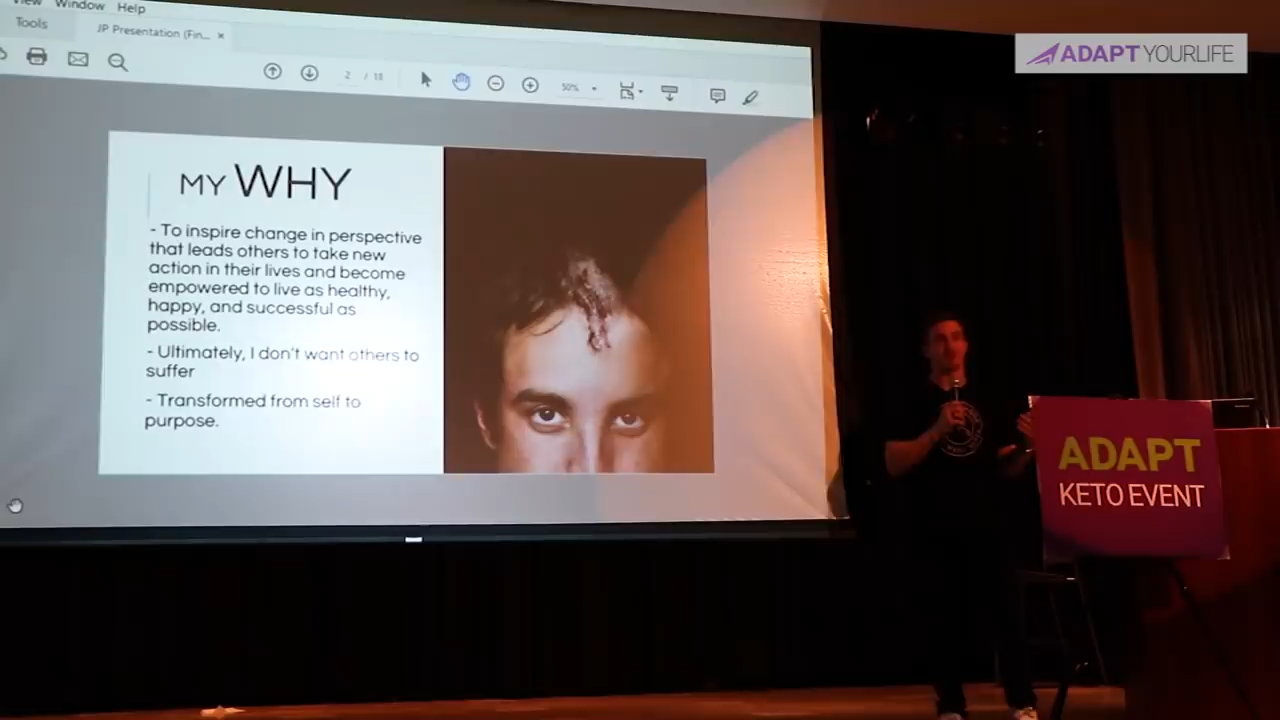 View Window Help
Tools
JP Presentation (Fin... ×
2 / 18
50%
MY WHY
- To inspire change in perspective
that leads others to take new
action in their lives and become
empowered to live as healthy,
happy, and successful as
possible.
- Ultimately, I don't want others to
suffer
- Transformed from self to
purpose.
ADAPT YOURLIFE
ADAPT
KETO EVENT